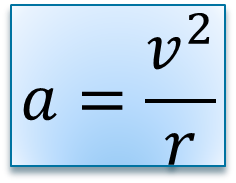 a = v²/r